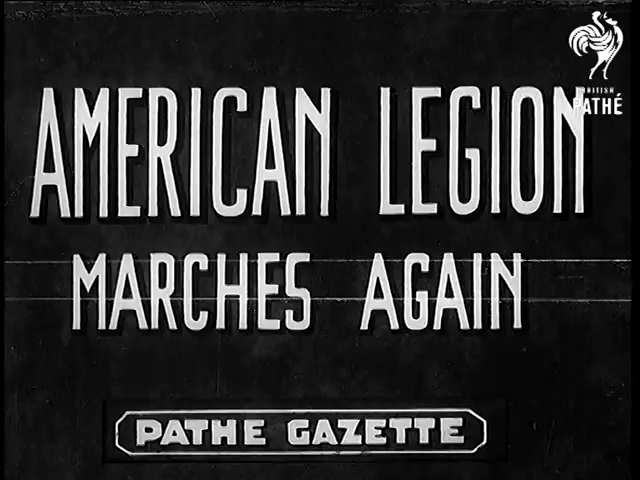 BRITISH
PATHÉ
AMERICAN LEGION
MARCHES AGAIN
PATHE GAZETTE